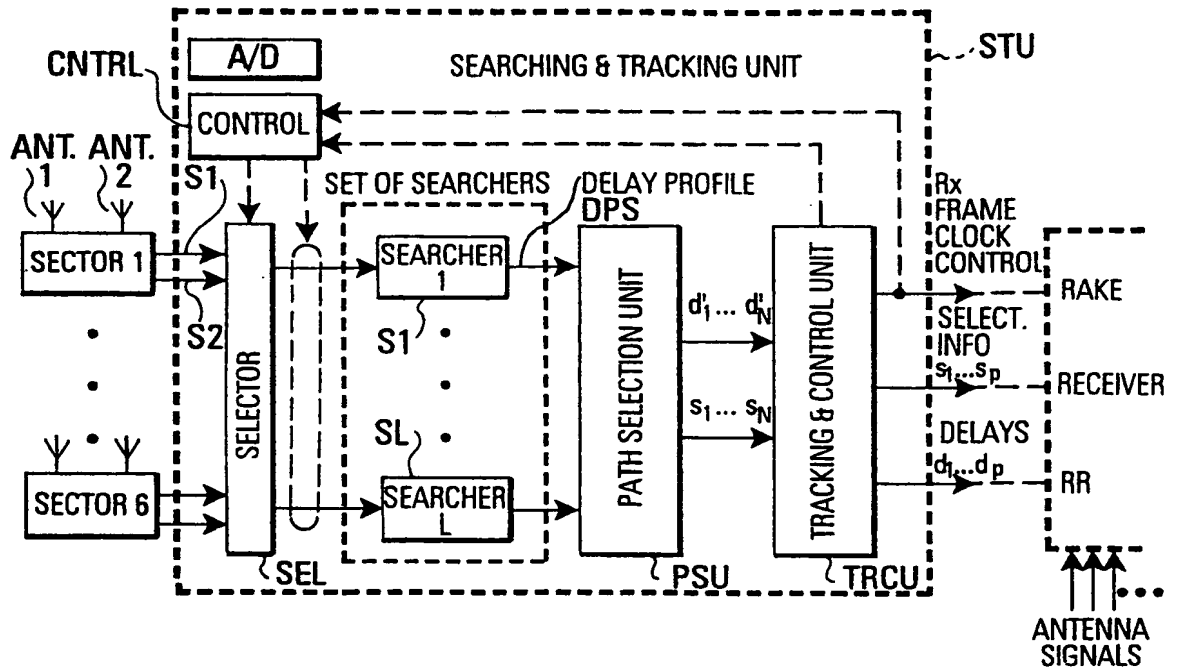 A/D
SEARCHING & TRACKING UNIT
STU
CNTRL
CONTROL
ANT.
1
ANT.
2
S1
S2
SECTOR 1
SECTOR 6
SELECTOR
SEL
SET OF SEARCHERS
SEARCHER
1
S1
SL
SEARCHER
L
DELAY PROFILE
DPS
PATH SELECTION UNIT
PSU
d'1 ... d'N
s1 ... sN
TRACKING & CONTROL UNIT
TRCU
Rx
FRAME
CLOCK
CONTROL
SELECT.
INFO
s1...sp
DELAYS
d1...dp
RAKE
RECEIVER
RR
ANTENNA
SIGNALS